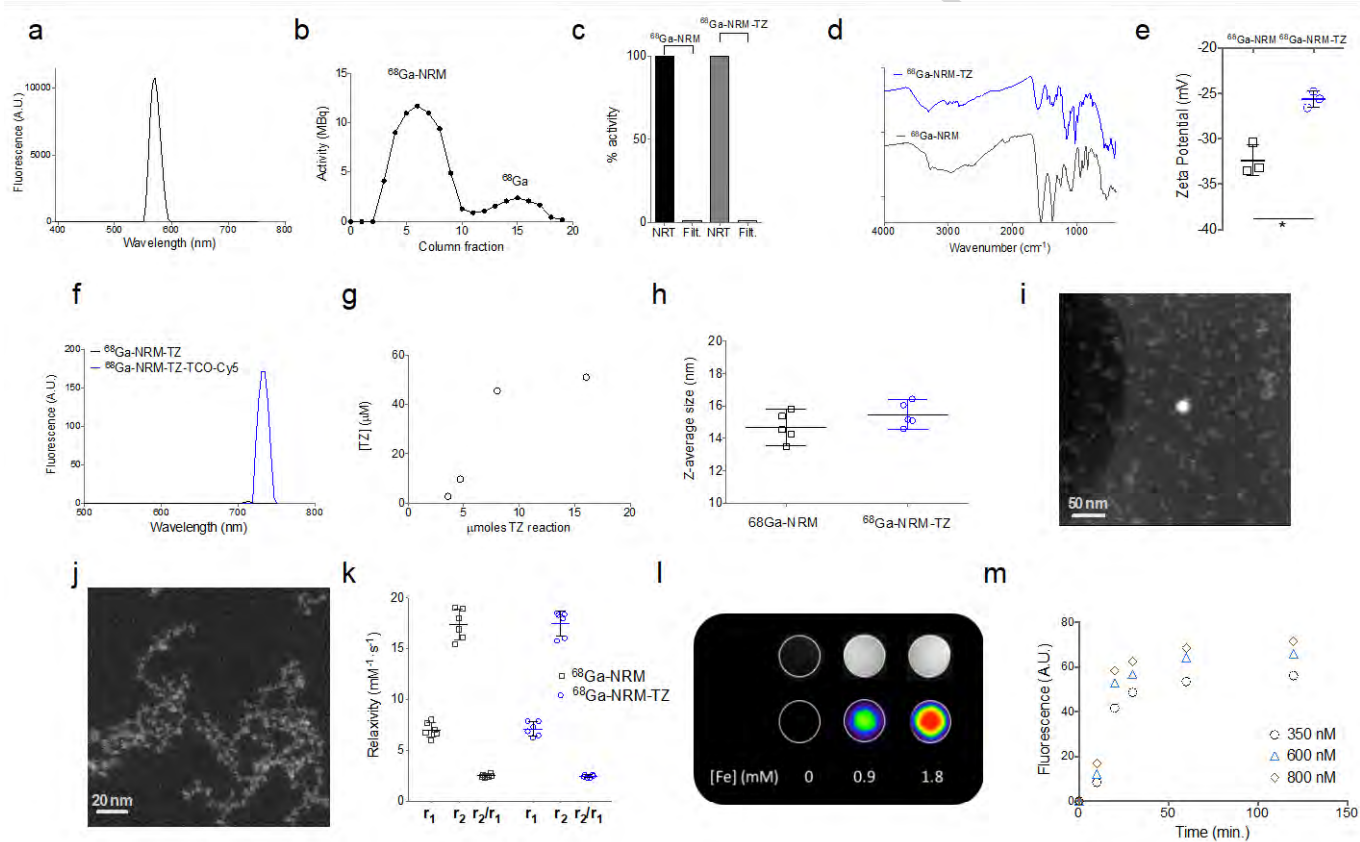 a
Fluorescence (A.U.)
10000
5000
0
400 500 600 700 800
Wavelength (nm)
b
⁶⁸Ga-NRM
⁶⁸Ga
Activity (MBq)
15
10
5
0
0 5 10 15 20
Column fraction
c
⁶⁸Ga-NRM-TZ
⁶⁸Ga-NRM
% activity
100
50
0
NRT Filt. NRT Filt.
d
⁶⁸Ga-NRM-TZ
⁶⁸Ga-NRM
4000 3000 2000 1000
Wavenumber (cm⁻¹)
e
⁶⁸Ga-NRM ⁶⁸Ga-NRM-TZ
Zeta Potential (mV)
-20
-25
-30
-35
-40
*
f
⁶⁸Ga-NRM-TZ
⁶⁸Ga-NRM-TZ-TCO-Cy5
Fluorescence (A.U.)
200
150
100
50
0
500 600 700 800
Wavelength (nm)
g
[TZ] (µM)
60
40
20
0
0 5 10 15 20
µmoles TZ reaction
h
Z-average size (nm)
20
18
16
14
12
10
68Ga-NRM ⁶⁸Ga-NRM-TZ
i
50 nm
j
20 nm
k
Relaxivity (mM⁻¹·s⁻¹)
20
15
10
5
0
⁶⁸Ga-NRM
⁶⁸Ga-NRM-TZ
r₁ r₂ r₂/r₁ r₁ r₂ r₂/r₁
l
[Fe] (mM) 0 0.9 1.8
m
Fluorescence (A.U.)
80
60
40
20
0
350 nM
600 nM
800 nM
0 50 100 150
Time (min.)